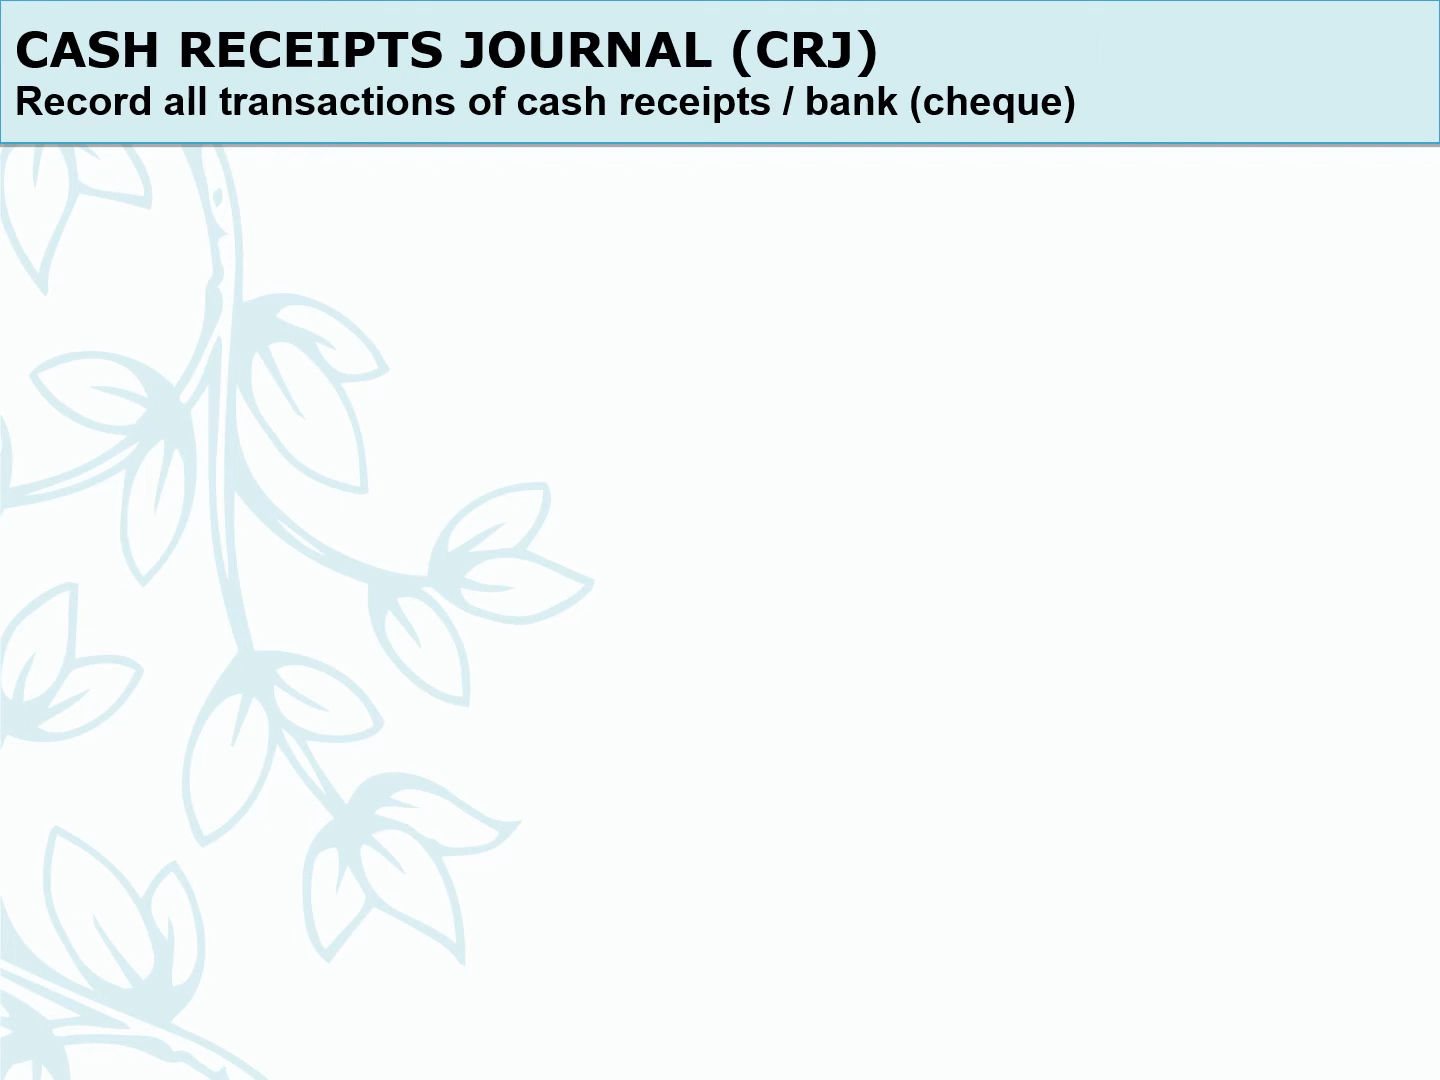 CASH RECEIPTS JOURNAL (CRJ)
Record all transactions of cash receipts / bank (cheque)